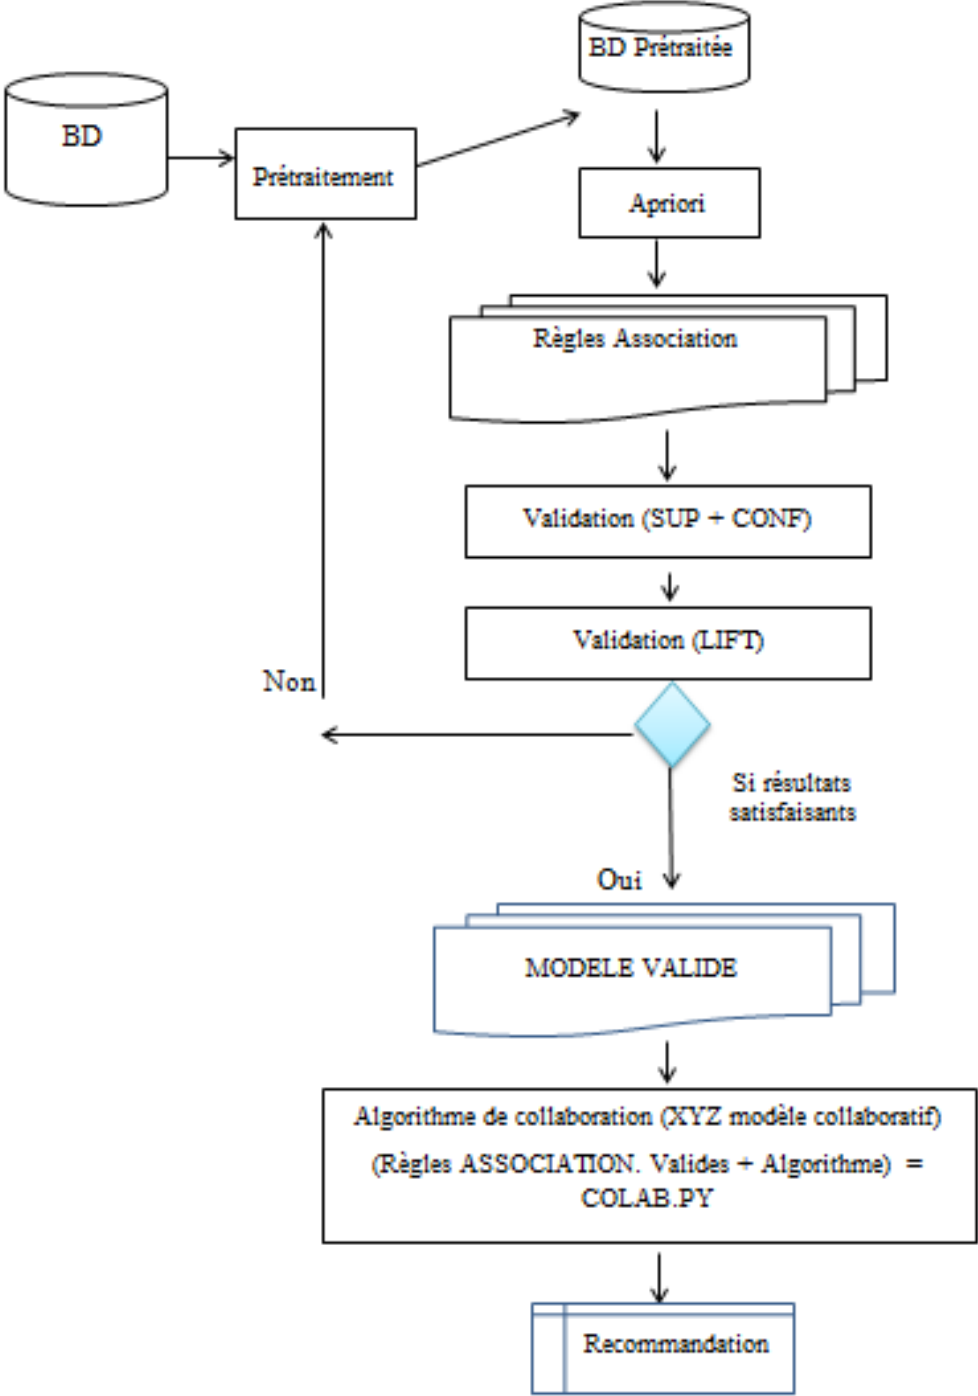 BD Prétraitée
BD
Prétraitement
Apriori
Règles Association
Validation (SUP + CONF)
Validation (LIFT)
Non
Si résultats
satisfaisants
Oui
MODELE VALIDE
Algorithme de collaboration (XYZ modèle collaboratif)
(Règles ASSOCIATION. Valides + Algorithme) =
COLAB.PY
Recommandation